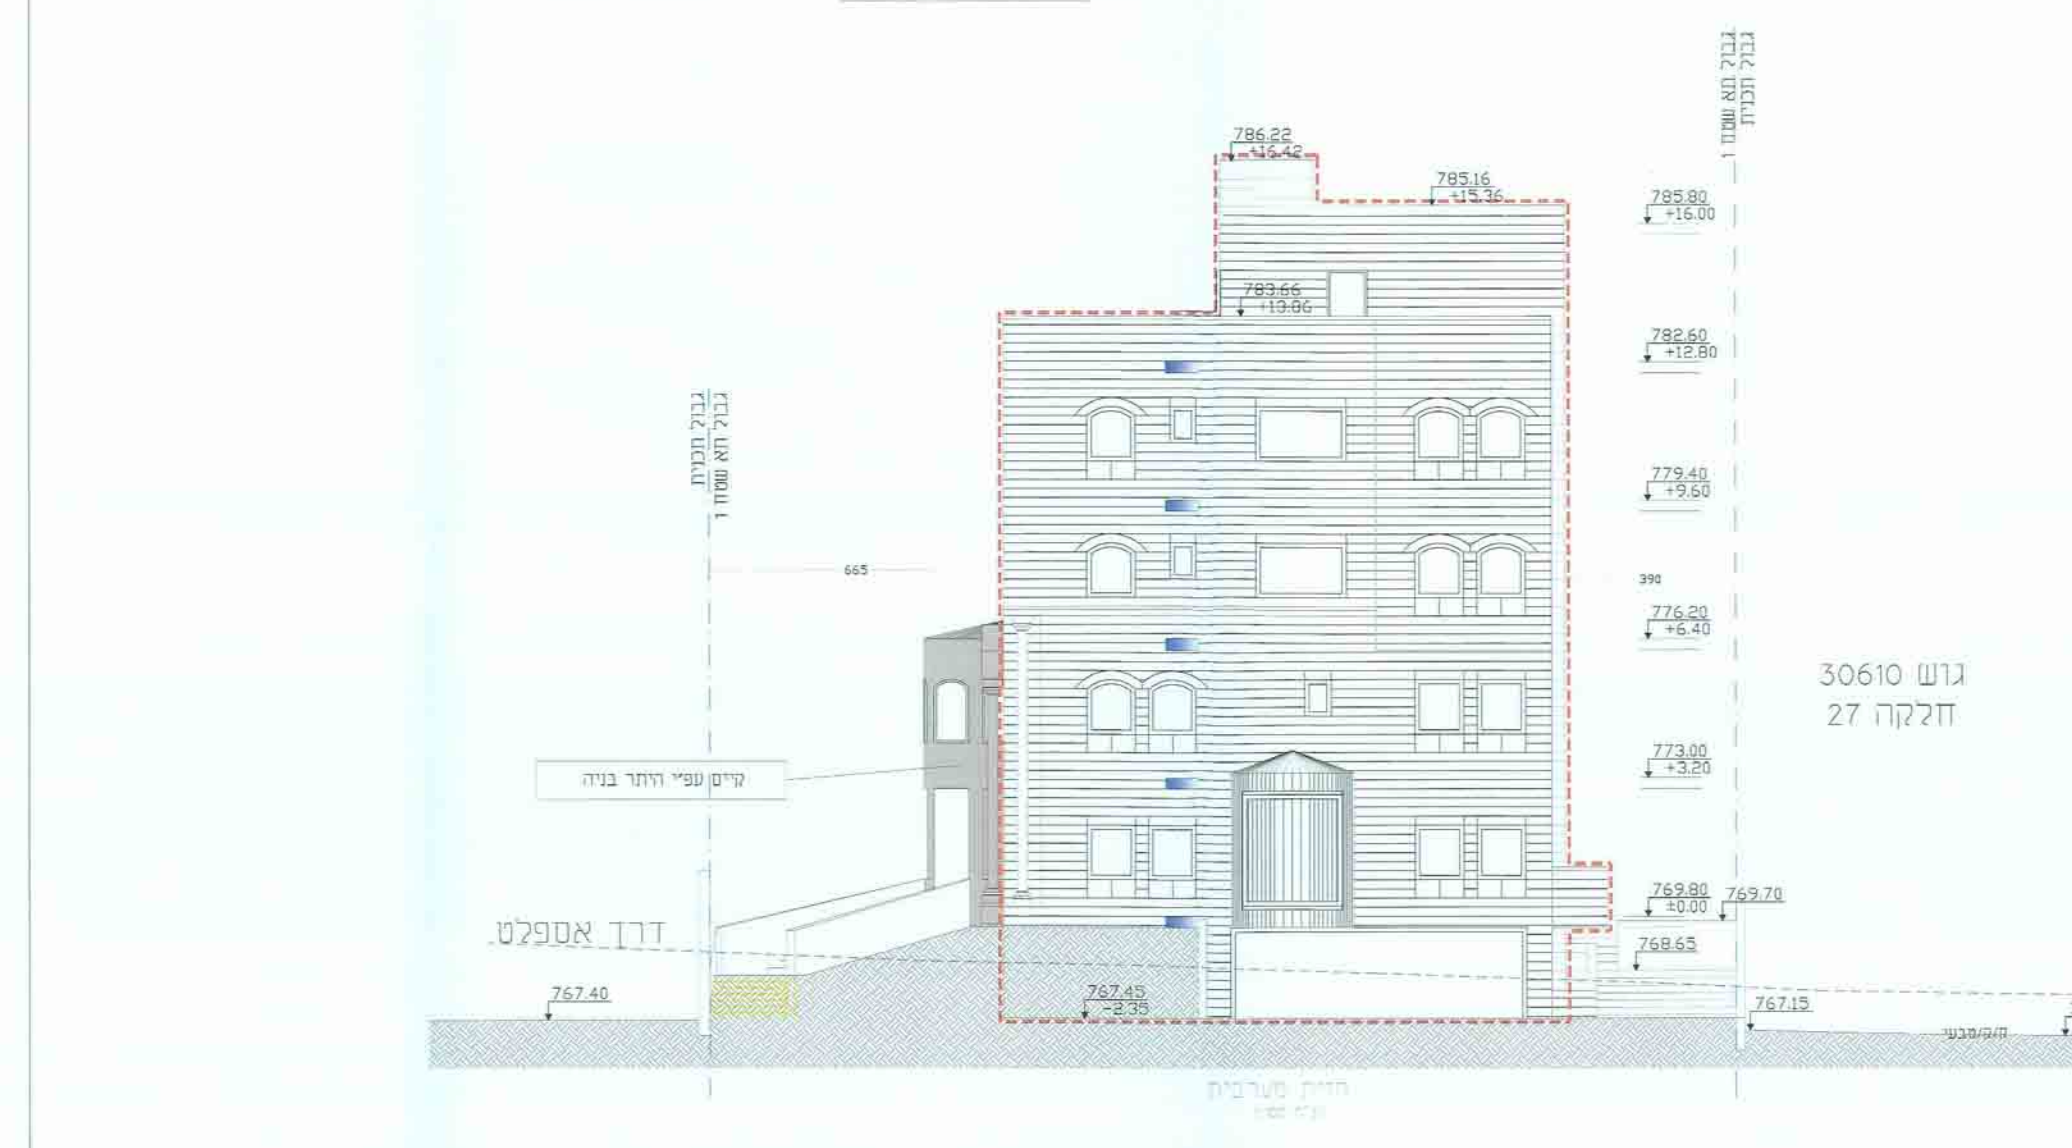 גבול תא שטח 1
גבול תכנית
786.22
+16.42
785.16
+15.36
785.80
+16.00
783.66
+13.86
782.60
+12.80
גבול תכנית
גבול תא שטח 1
779.40
+9.60
665
390
776.20
+6.40
גוש 30610
חלקה 27
773.00
+3.20
קיים עפ"י היתר בניה
769.80
±0.00
769.70
דרך אספלט
768.65
767.40
767.45
-2.35
767.15
ק.ק.טבעי
חזית מערבית